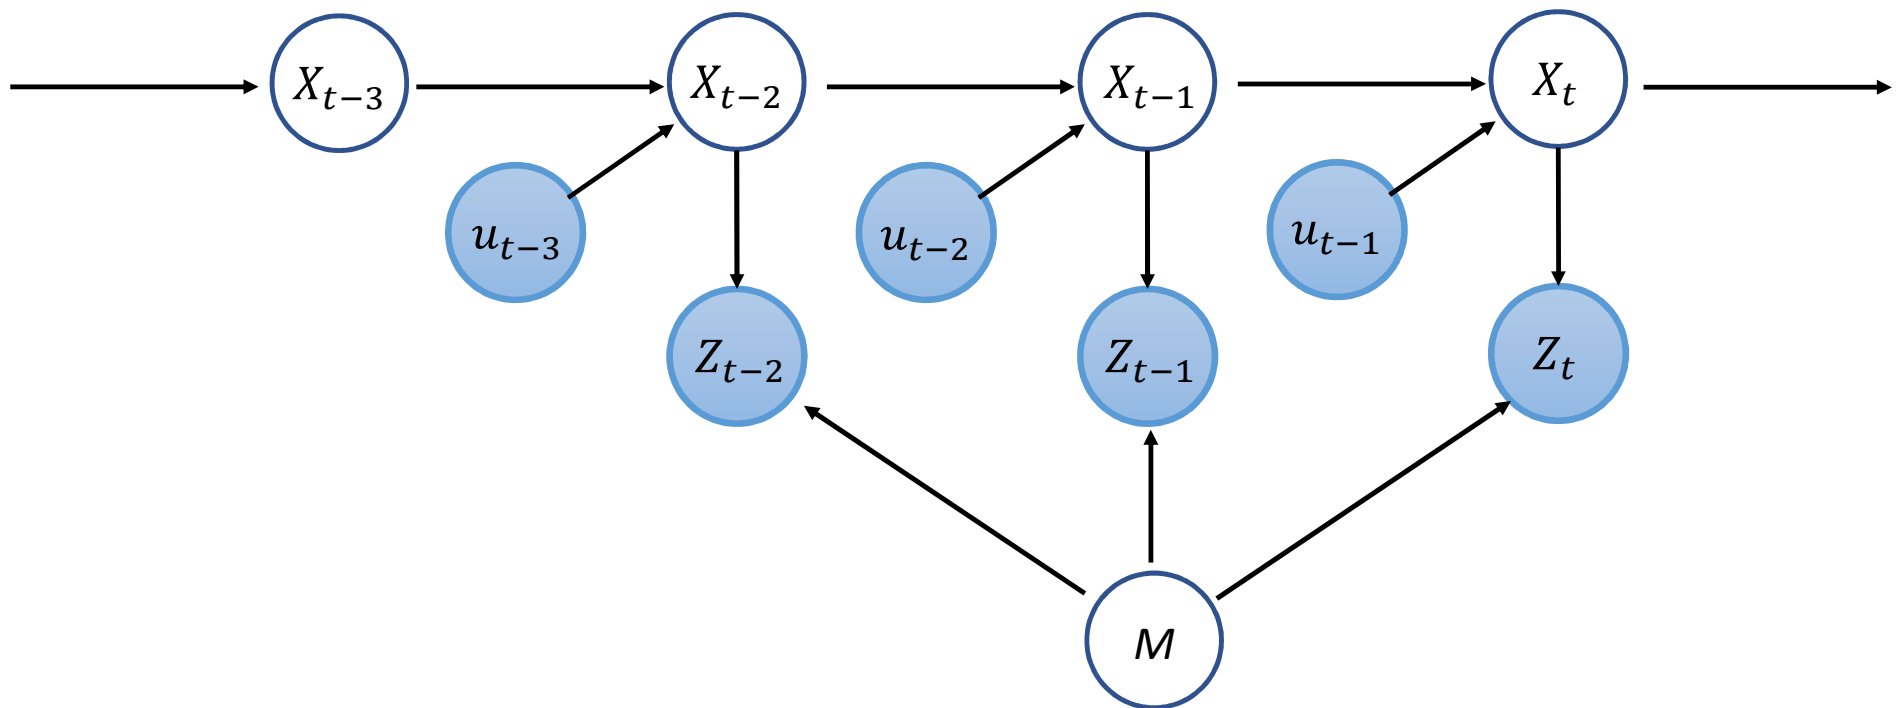 X_{t-3} X_{t-2} X_{t-1} X_t
u_{t-3} u_{t-2} u_{t-1}
Z_{t-2} Z_{t-1} Z_t
M